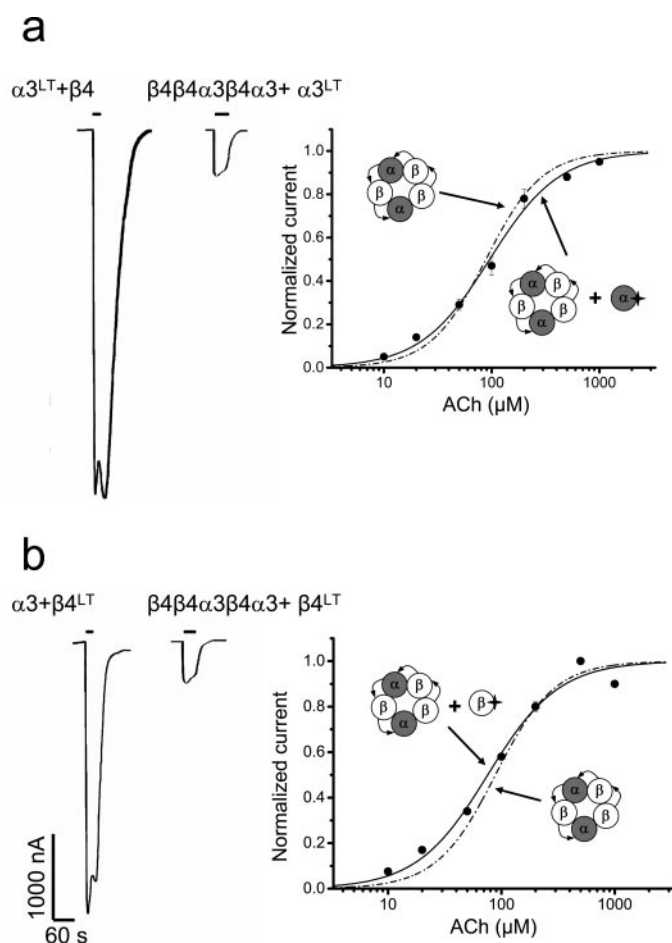 a
α3ᴸᵀ+β4 β4β4α3β4α3+ α3ᴸᵀ
Normalized current
1.0
0.8
0.6
0.4
0.2
0.0
α β
β β
α
α β
β β
α
+
α
10 100 1000
ACh (µM)
b
α3+β4ᴸᵀ β4β4α3β4α3+ β4ᴸᵀ
1000 nA
60 s
Normalized current
1.0
0.8
0.6
0.4
0.2
0.0
α β
β β
α
+
β
α β
β β
α
10 100 1000
ACh (µM)